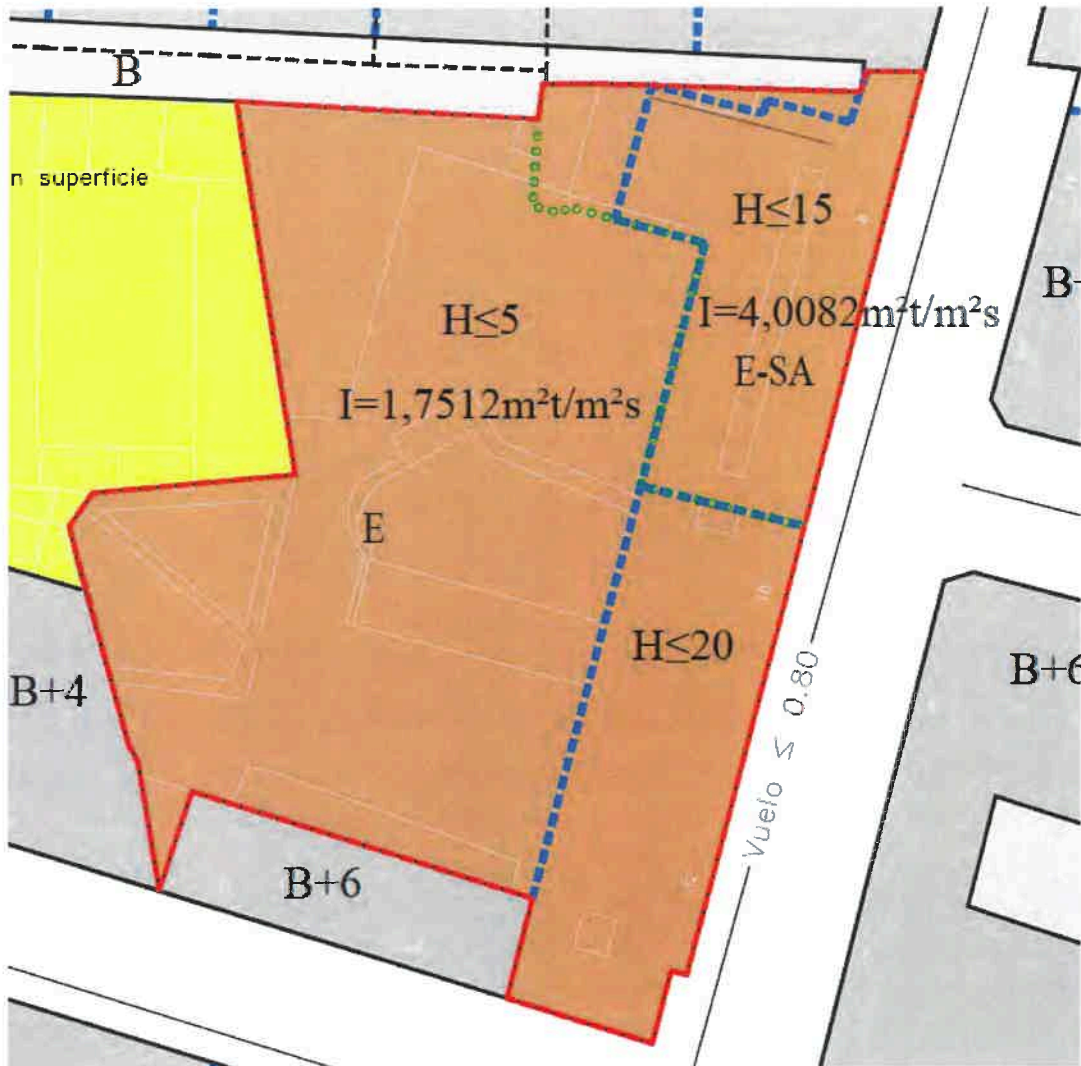 B
n superficie
H≤15
B+
H≤5
I=4,0082m²t/m²s
E-SA
I=1,7512m²t/m²s
E
H≤20
B+4
B+6
Vuelo ≤ 0.80
B+6